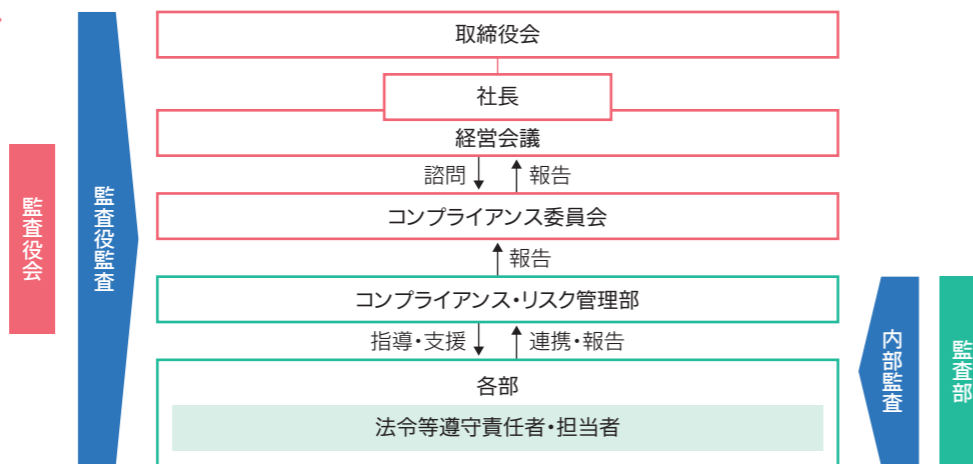 取締役会
社長
経営会議
諮問
報告
コンプライアンス委員会
報告
コンプライアンス・リスク管理部
指導・支援
連携・報告
各部
法令等遵守責任者・担当者
監査役会
監査役監査
内部監査
監査部